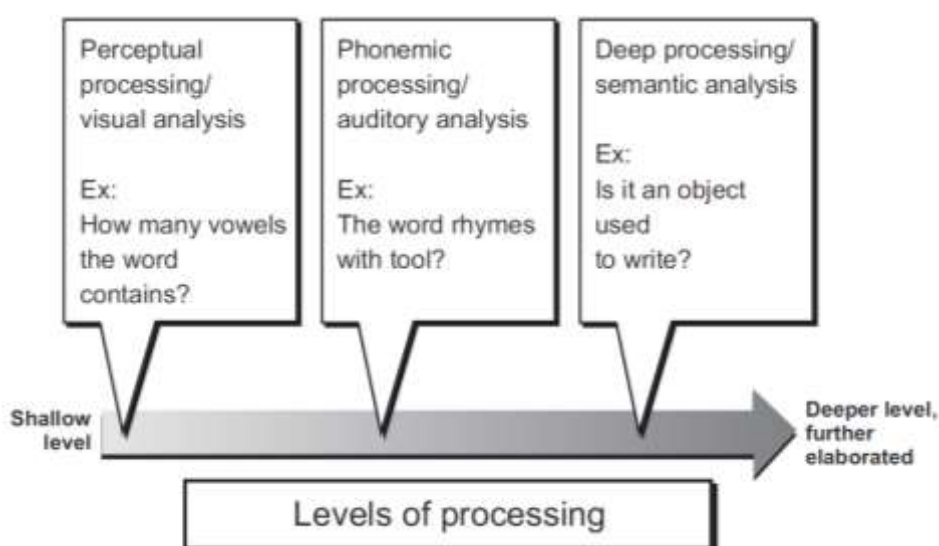 Perceptual
processing/
visual analysis
Ex:
How many vowels
the word
contains?
Phonemic
processing/
auditory analysis
Ex:
The word rhymes
with tool?
Deep processing/
semantic analysis
Ex:
Is it an object
used
to write?
Shallow
level
Deeper level,
further
elaborated
Levels of processing